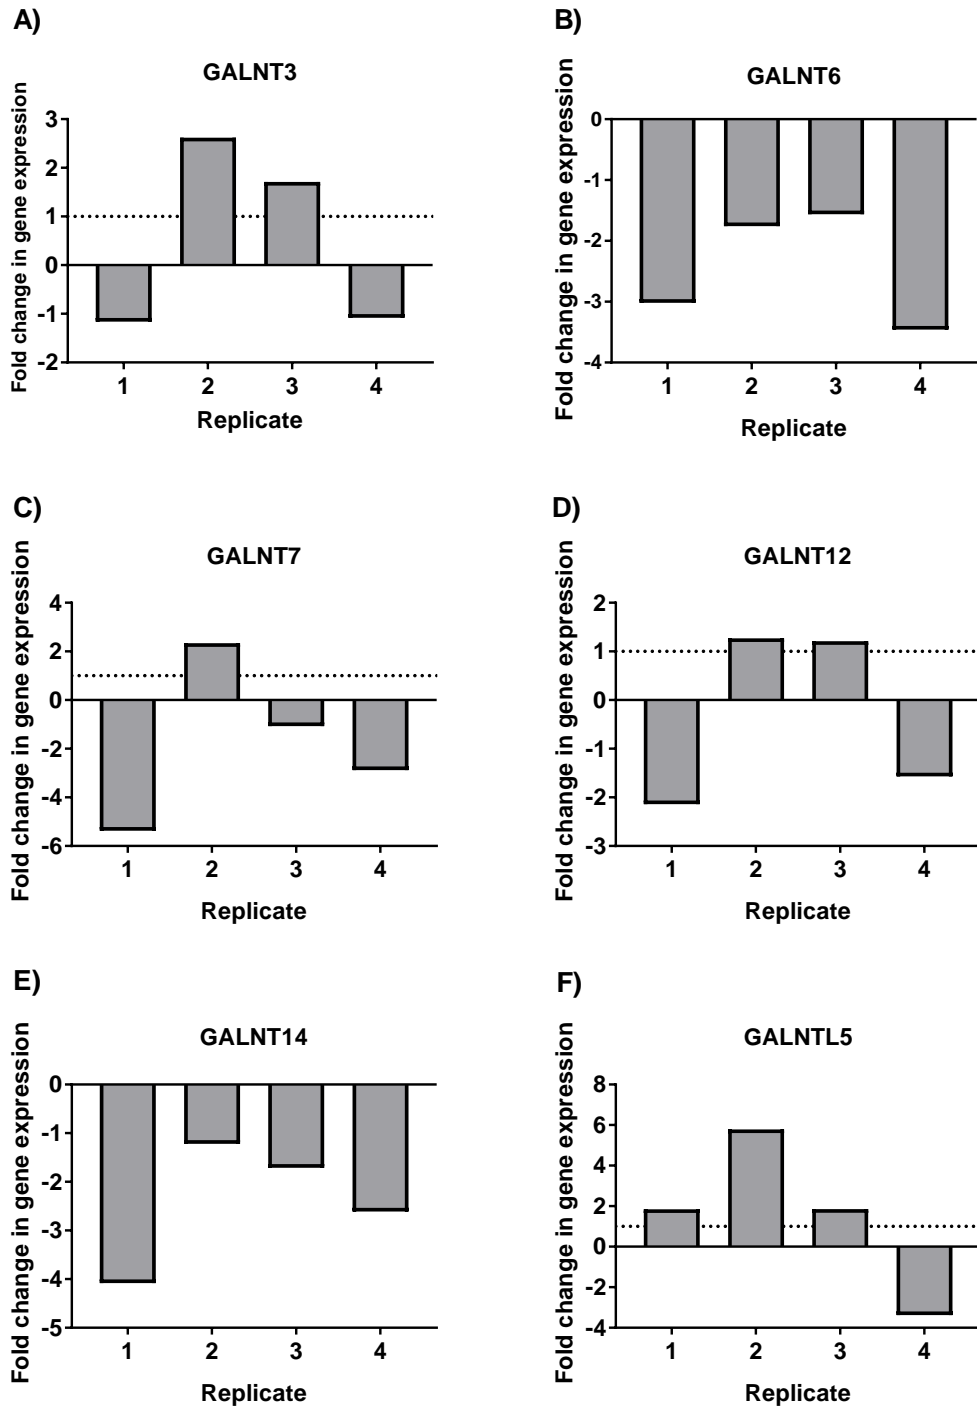 A)
GALNT3
Fold change in gene expression
3
2
1
0
-1
-2
1 2 3 4
Replicate
B)
GALNT6
Fold change in gene expression
0
-1
-2
-3
-4
1 2 3 4
Replicate
C)
GALNT7
Fold change in gene expression
4
2
0
-2
-4
-6
1 2 3 4
Replicate
D)
GALNT12
Fold change in gene expression
2
1
0
-1
-2
-3
1 2 3 4
Replicate
E)
GALNT14
Fold change in gene expression
0
-1
-2
-3
-4
-5
1 2 3 4
Replicate
F)
GALNTL5
Fold change in gene expression
8
6
4
2
0
-2
-4
1 2 3 4
Replicate